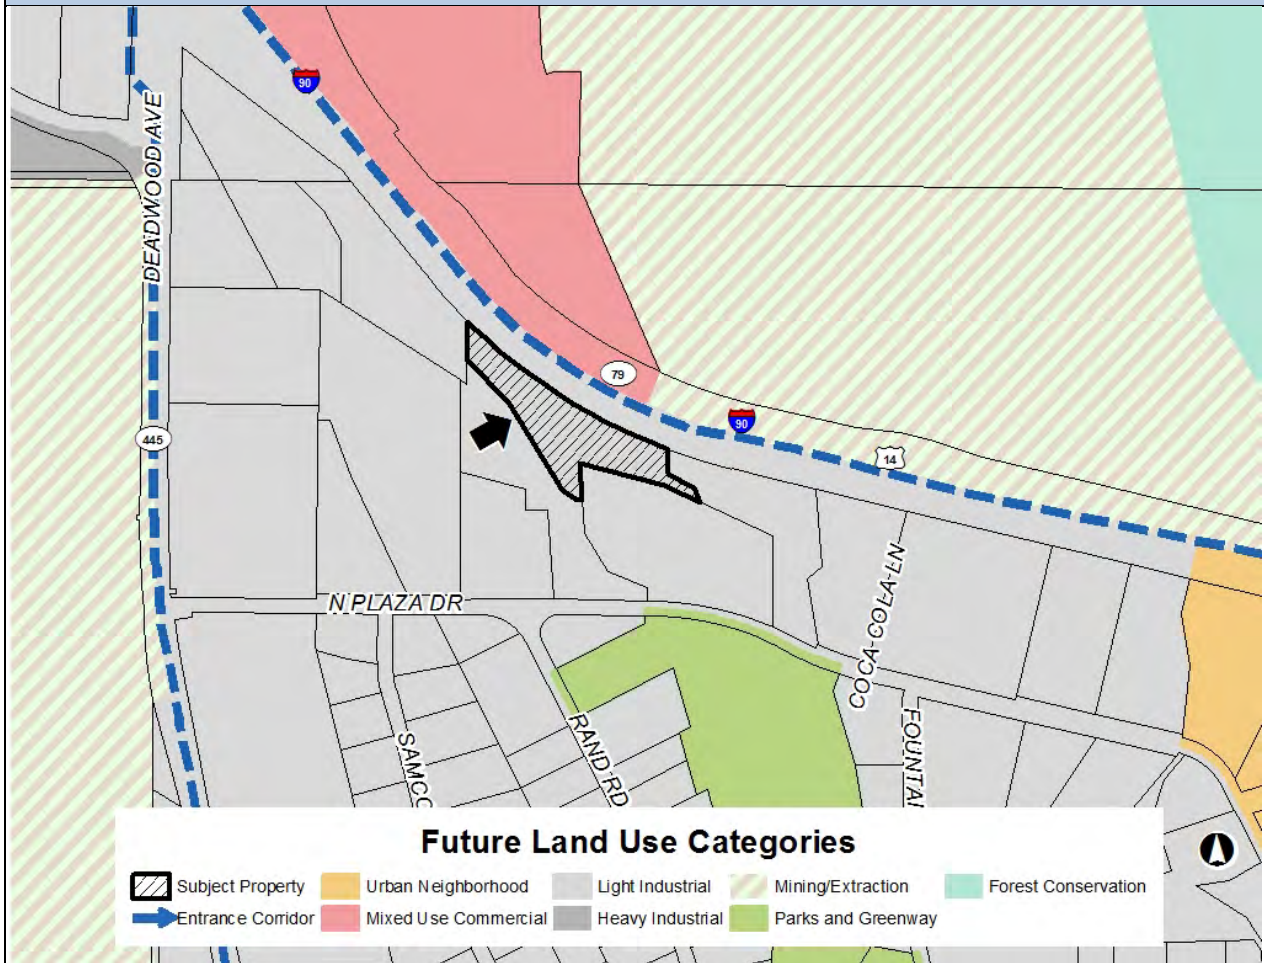 90
DEADWOOD AVE
79
90
445
14
N PLAZA DR
COCA-COLA LN
RAND RD
SAMCO
FOUNTAI
Future Land Use Categories
Subject Property
Urban Neighborhood
Light Industrial
Mining/Extraction
Forest Conservation
Entrance Corridor
Mixed Use Commercial
Heavy Industrial
Parks and Greenway